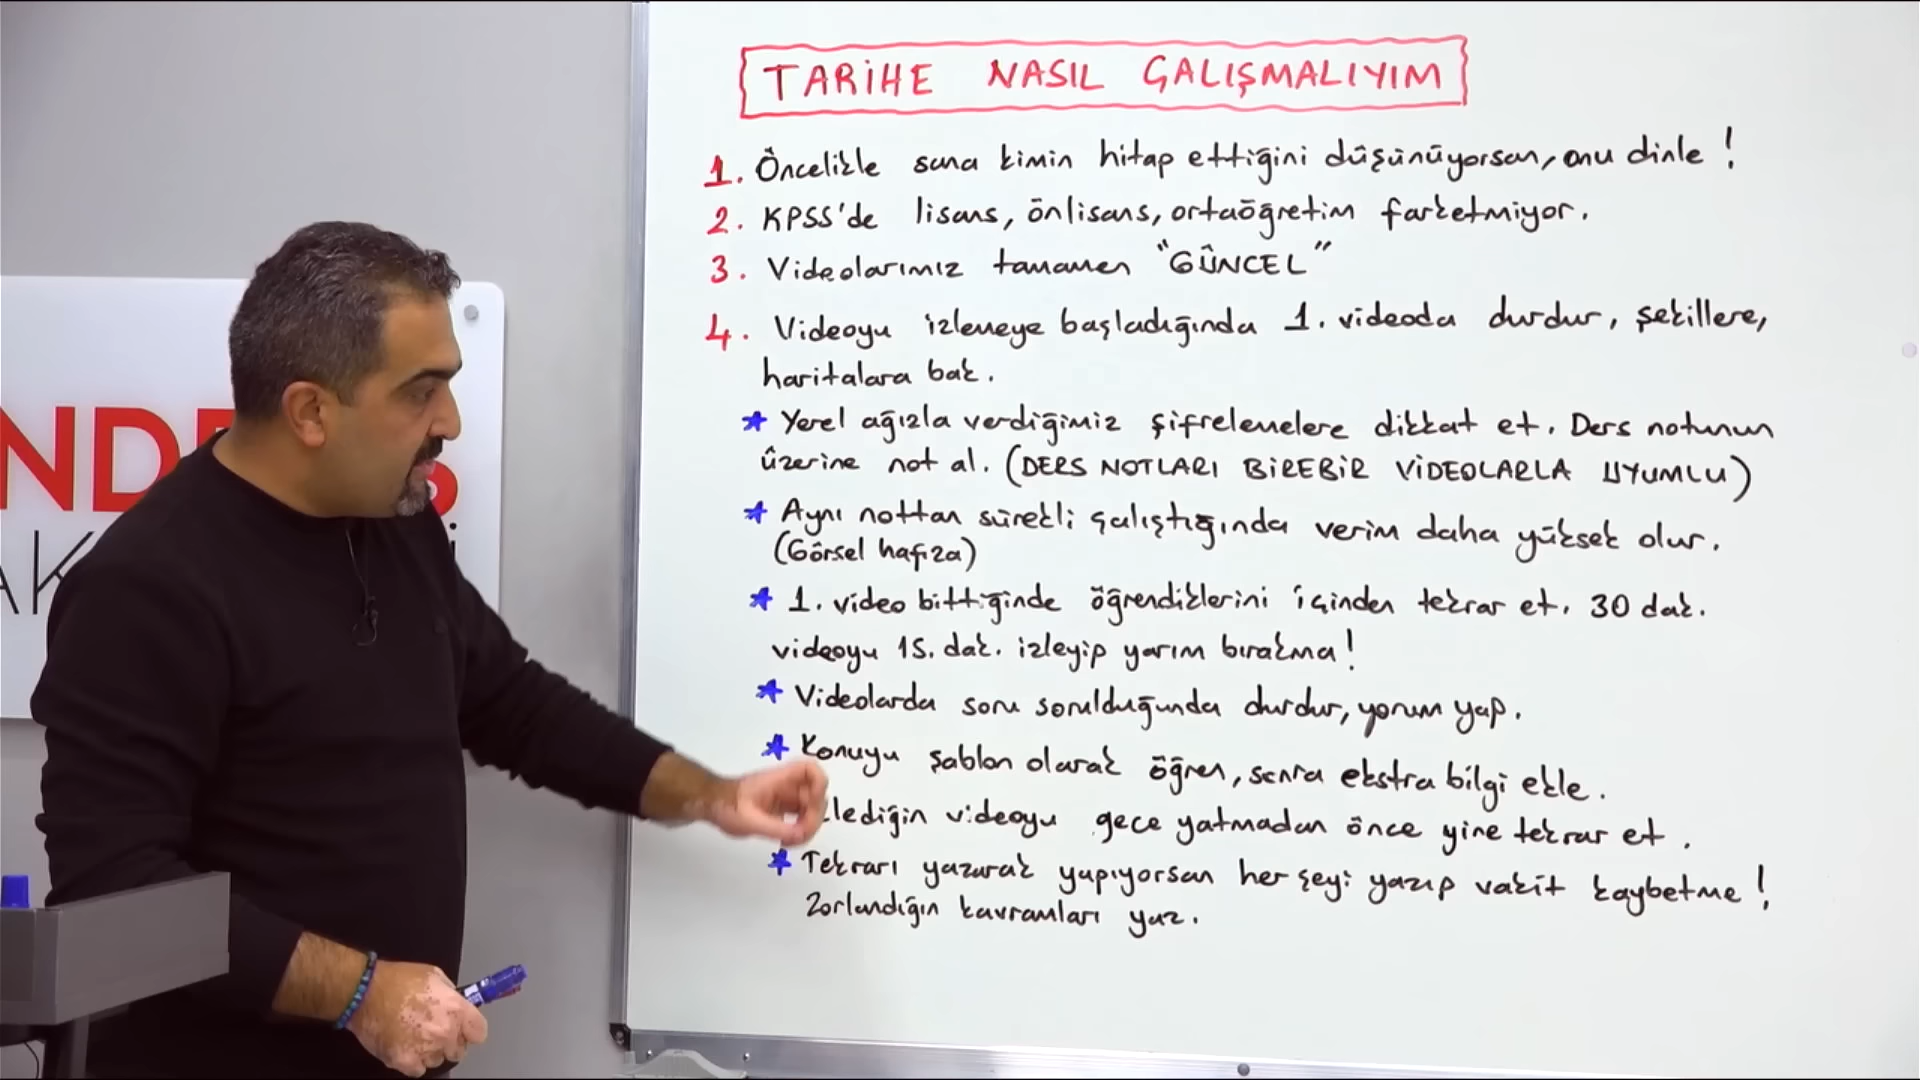 TARİHE NASIL ÇALIŞMALIYIM
1. Öncelikle sana kimin hitap ettiğini düşünüyorsan, onu dinle !
2. KPSS'de lisans, önlisans, ortaöğretim farketmiyor.
3. Videolarımız tamamen "GÜNCEL"
4. Videoyu izlemeye başladığında 1. videoda durdur, şekillere,
haritalara bak.
* Yerel ağızla verdiğimiz şifrelemelere dikkat et. Ders notunun
üzerine not al. (DERS NOTLARI BİREBİR VİDEOLARLA UYUMLU)
* Aynı nottan sürekli çalıştığında verim daha yüksek olur.
(Görsel hafıza)
* 1. video bittiğinde öğrendiklerini içinden tekrar et. 30 dak.
videoyu 15. dak. izleyip yarım bırakma!
* Videolarda soru sorulduğunda durdur, yorum yap.
* Konuyu şablon olarak öğren, sonra ekstra bilgi ekle.
videoyu gece yatmadan önce yine tekrar et.
* Tekrarı yazarak yapıyorsan her şeyi yazıp vakit kaybetme !
Zorlandığın kavramları yaz.